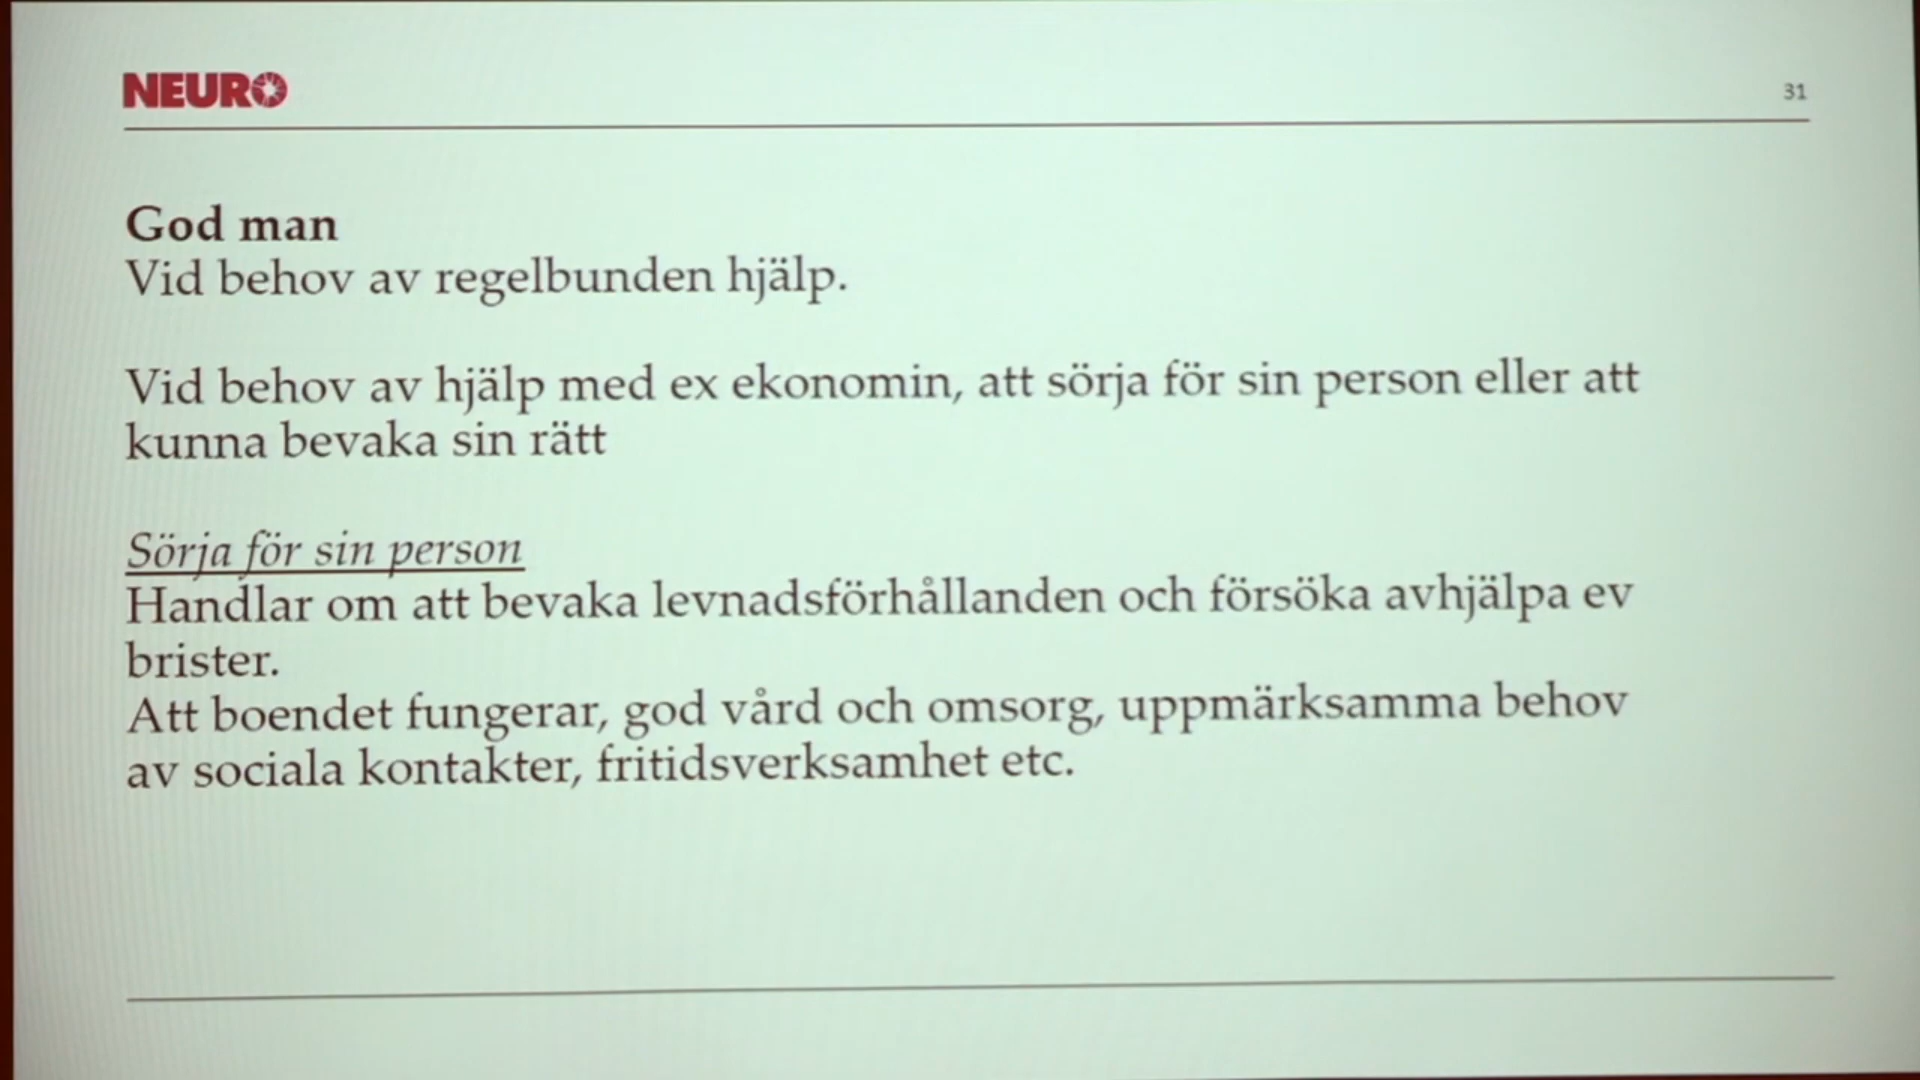 NEURO
31
God man
Vid behov av regelbunden hjälp.
Vid behov av hjälp med ex ekonomin, att sörja för sin person eller att
kunna bevaka sin rätt
Sörja för sin person
Handlar om att bevaka levnadsförhållanden och försöka avhjälpa ev
brister.
Att boendet fungerar, god vård och omsorg, uppmärksamma behov
av sociala kontakter, fritidsverksamhet etc.